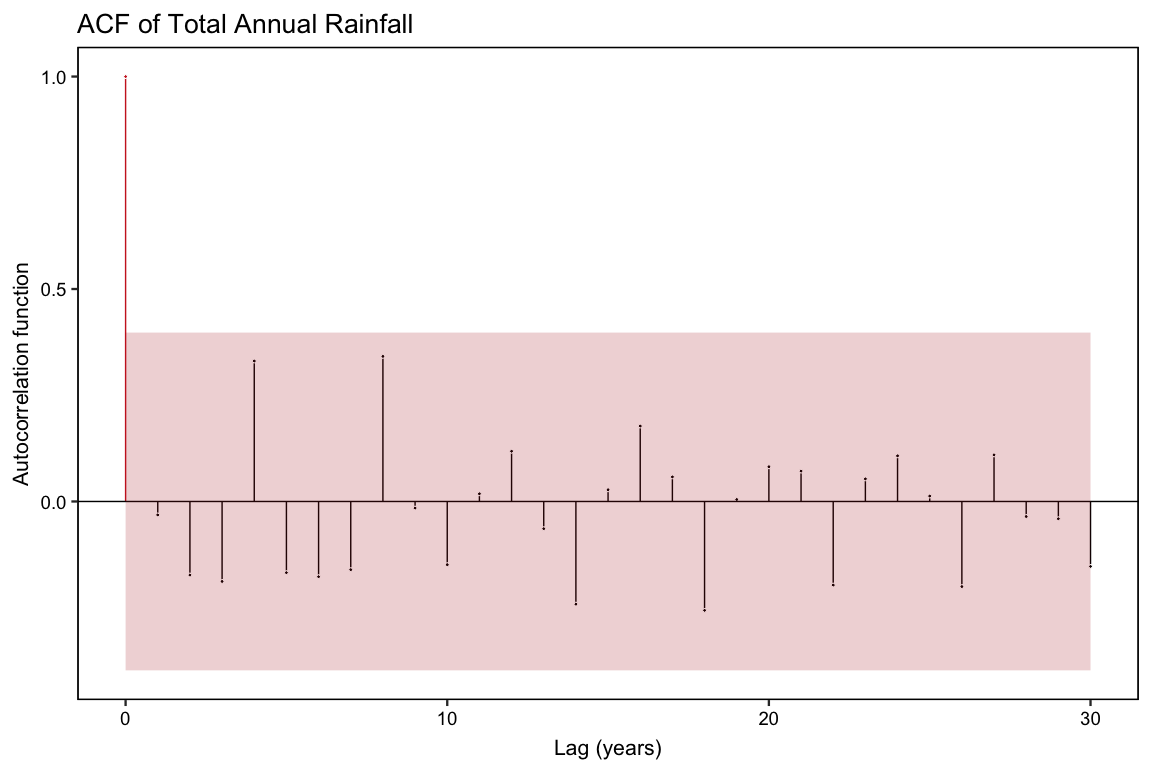 ACF of Total Annual Rainfall
Autocorrelation function
1.0
0.5
0.0
0 10 20 30
Lag (years)